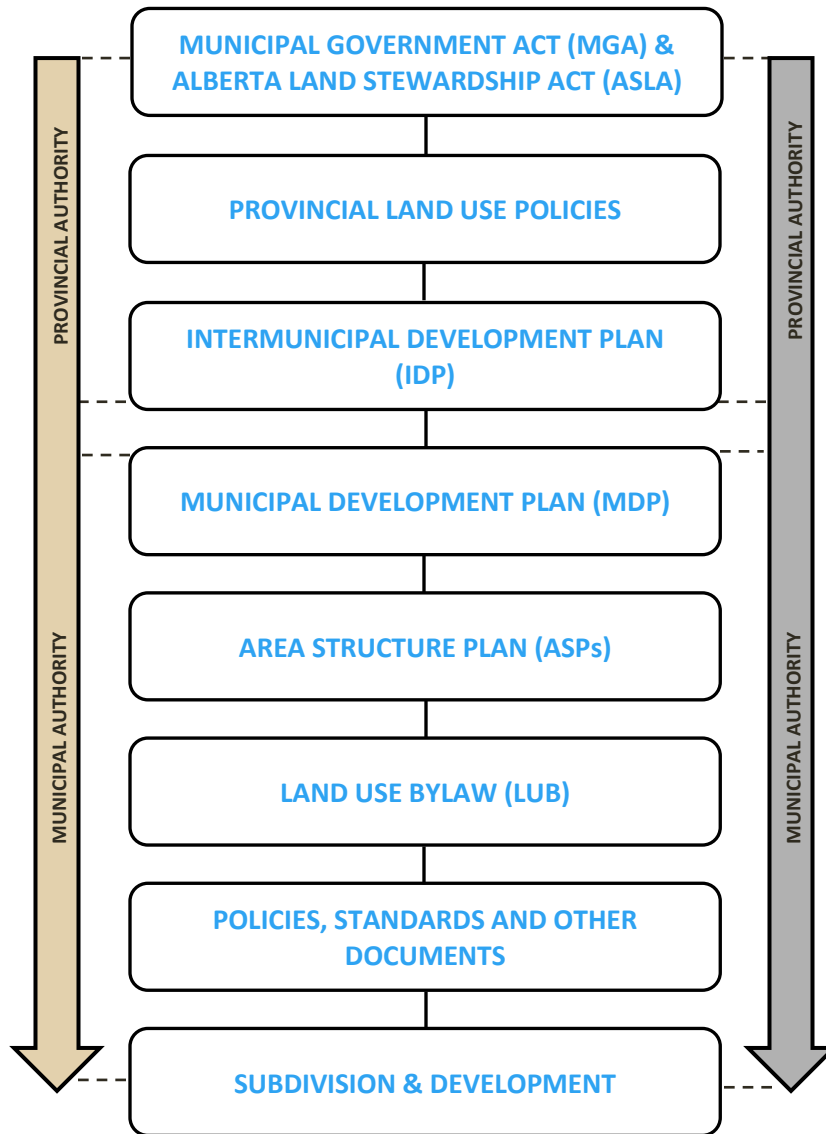 MUNICIPAL GOVERNMENT ACT (MGA) &
ALBERTA LAND STEWARDSHIP ACT (ASLA)
PROVINCIAL AUTHORITY
PROVINCIAL AUTHORITY
PROVINCIAL LAND USE POLICIES
INTERMUNICIPAL DEVELOPMENT PLAN
(IDP)
MUNICIPAL DEVELOPMENT PLAN (MDP)
MUNICIPAL AUTHORITY
MUNICIPAL AUTHORITY
AREA STRUCTURE PLAN (ASPs)
LAND USE BYLAW (LUB)
POLICIES, STANDARDS AND OTHER
DOCUMENTS
SUBDIVISION & DEVELOPMENT